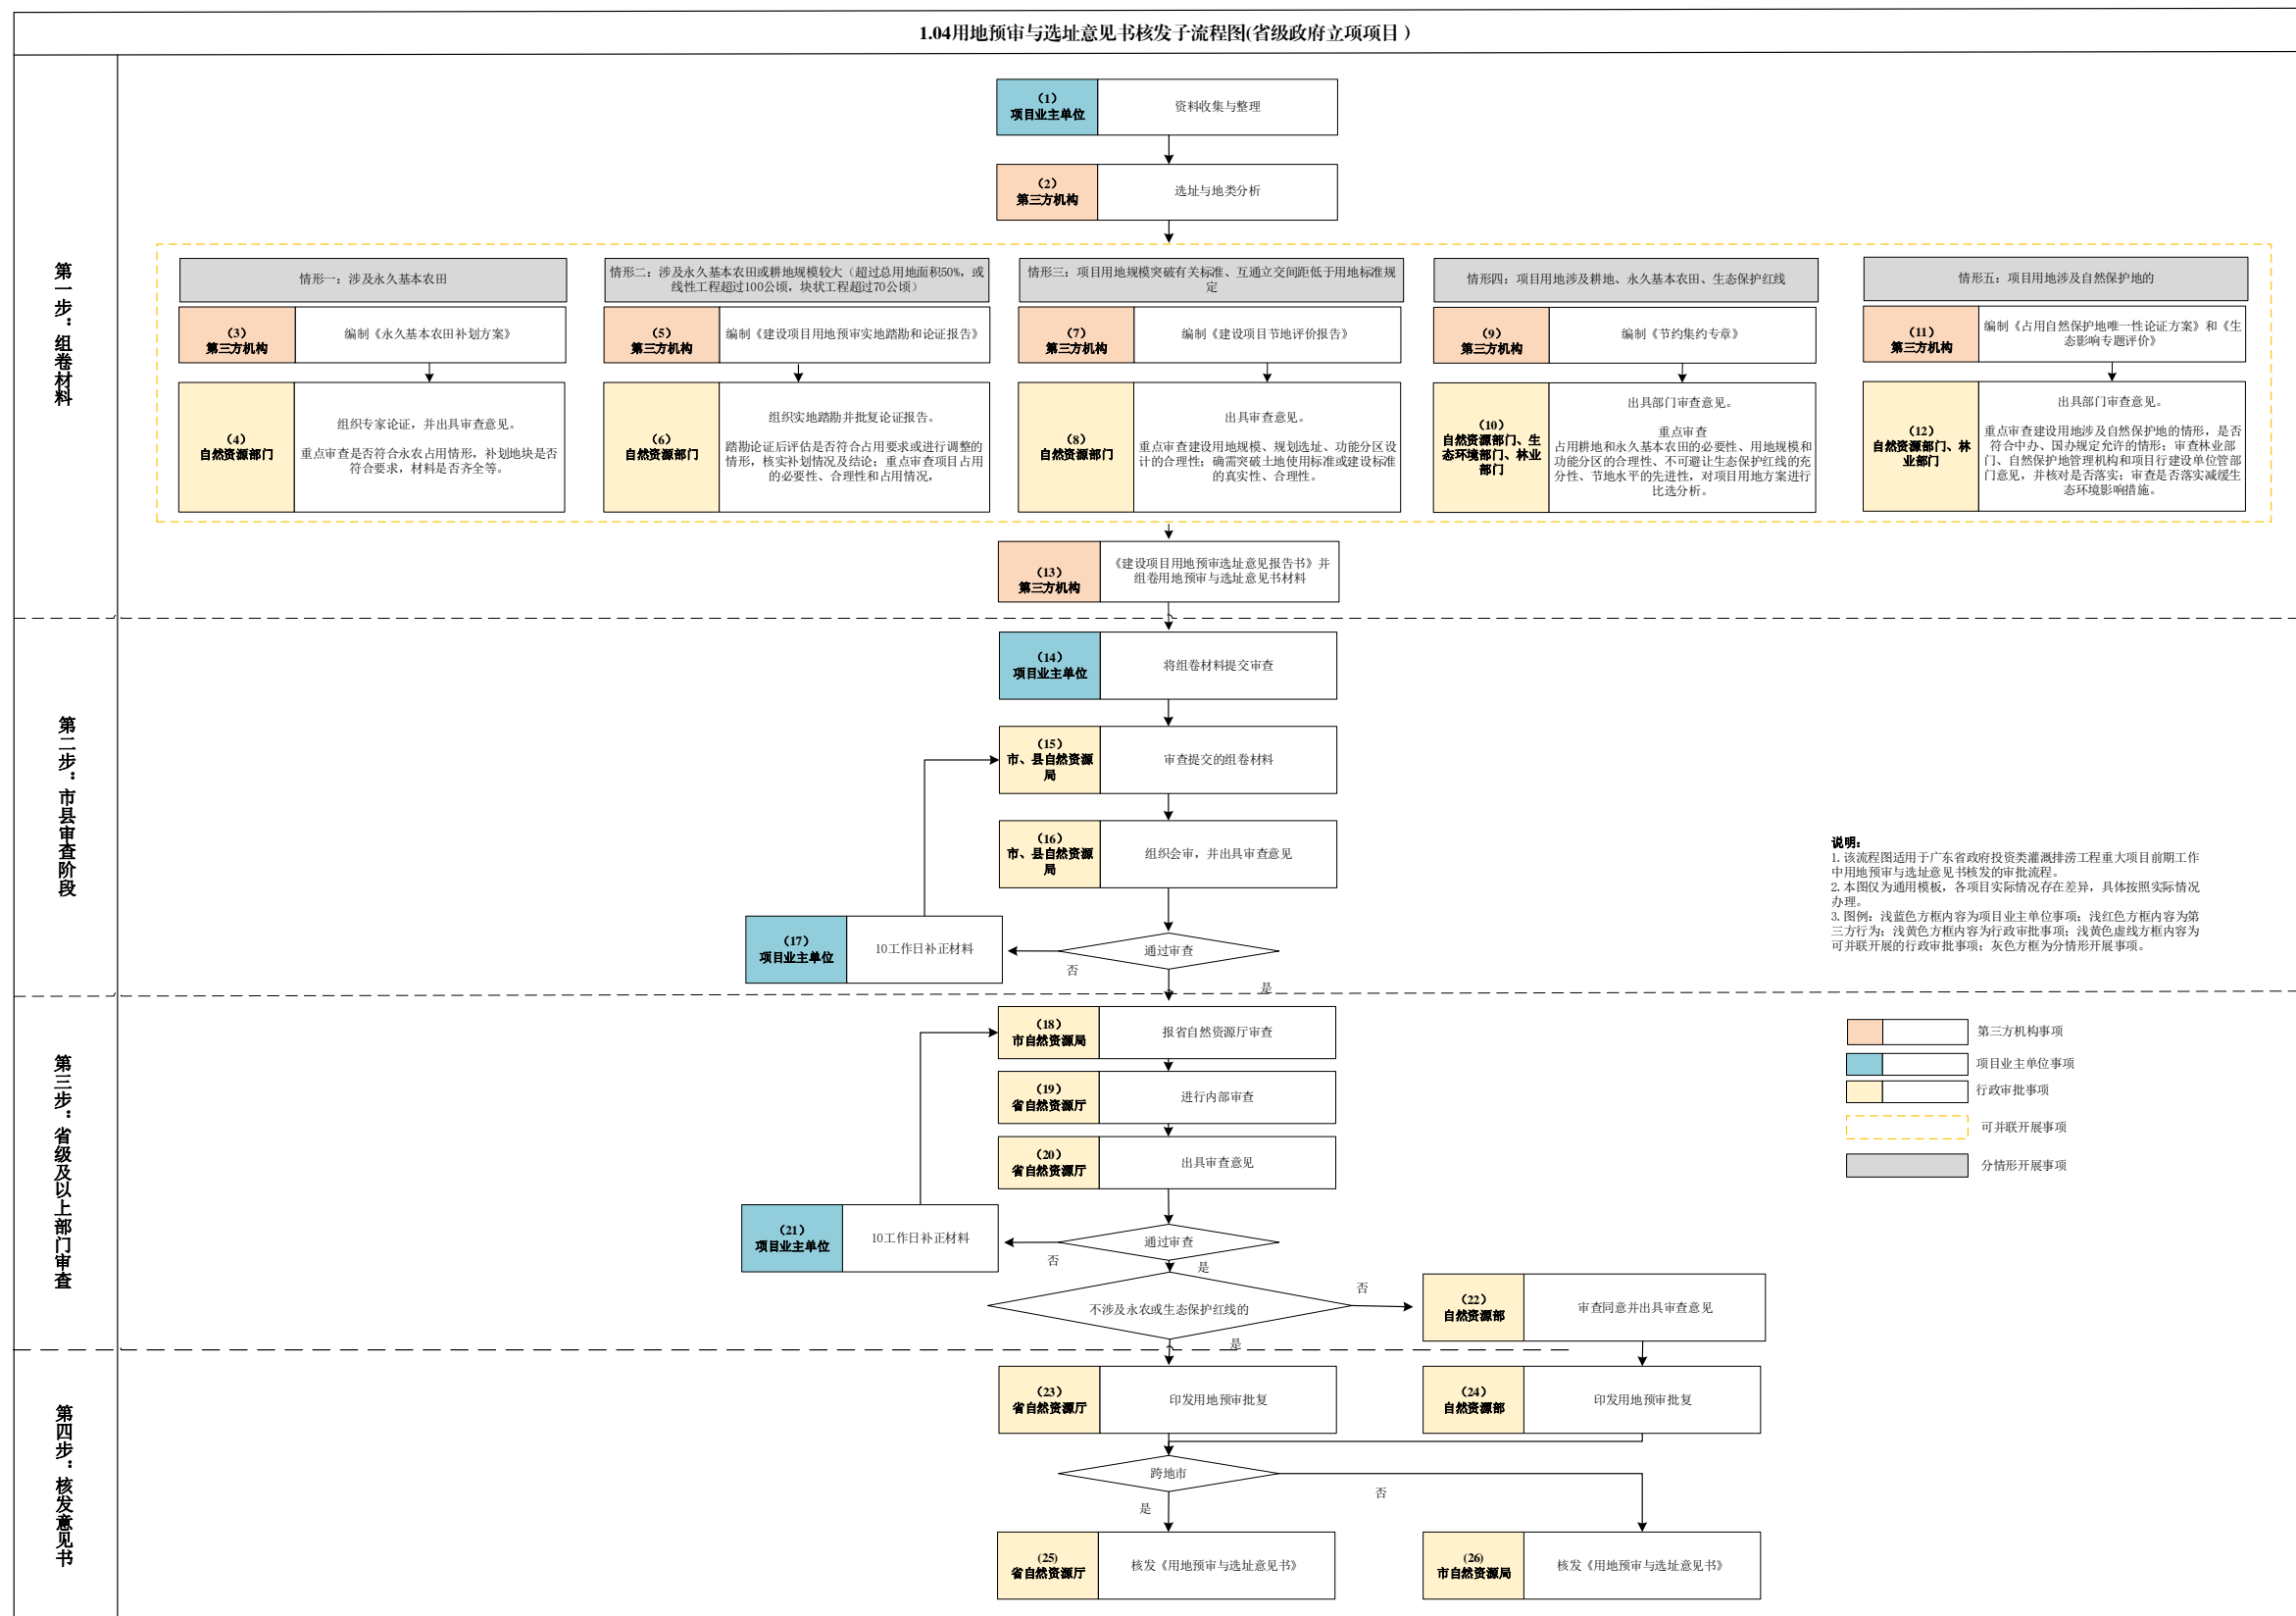 1.04用地预审与选址意见书核发子流程图(省级政府立项项目)
第一步：组卷材料
（1）
项目业主单位
资料收集与整理
（2）
第三方机构
选址与地类分析
情形一：涉及永久基本农田
（3）
第三方机构
编制《永久基本农田补划方案》
（4）
自然资源部门
组织专家论证，并出具审查意见。
重点审查是否符合永农占用情形，补划地块是否
符合要求，材料是否齐全等。
情形二：涉及永久基本农田或耕地规模较大（超过总用地面积50%，或
线性工程超过100公顷，块状工程超过70公顷）
（5）
第三方机构
编制《建设项目用地预审实地踏勘和论证报告》
（6）
自然资源部门
组织实地踏勘并批复论证报告。
踏勘论证后评估是否符合占用要求或进行调整的
情形，核实补划情况及结论；重点审查项目占用
的必要性、合理性和占用情况，
情形三：项目用地规模突破有关标准、互通立交间距低于用地标准规
定
（7）
第三方机构
编制《建设项目节地评价报告》
（8）
自然资源部门
出具审查意见。
重点审查建设用地规模、规划选址、功能分区设
计的合理性；确需突破土地使用标准或建设标准
的真实性、合理性。
情形四：项目用地涉及耕地、永久基本农田、生态保护红线
（9）
第三方机构
编制《节约集约专章》
（10）
自然资源部门、生
态环境部门、林业
部门
出具部门审查意见。
重点审查
占用耕地和永久基本农田的必要性、用地规模和
功能分区的合理性、不可避让生态保护红线的充
分性、节地水平的先进性，对项目用地方案进行
比选分析。
情形五：项目用地涉及自然保护地的
（11）
第三方机构
编制《占用自然保护地唯一性论证方案》和《生
态影响专题评价》
（12）
自然资源部门、林
业部门
出具部门审查意见。
重点审查建设用地涉及自然保护地的情形，是否
符合中办、国办规定允许的情形；审查林业部
门、自然保护地管理机构和项目行建设单位管部
门意见，并核对是否落实；审查是否落实减缓生
态环境影响措施。
（13）
第三方机构
《建设项目用地预审选址意见报告书》并
组卷用地预审与选址意见书材料
第二步：市县审查阶段
（14）
项目业主单位
将组卷材料提交审查
（15）
市、县自然资源
局
审查提交的组卷材料
（16）
市、县自然资源
局
组织会审，并出具审查意见
（17）
项目业主单位
10工作日补正材料
通过审查
否
是
说明：
1.该流程图适用于广东省政府投资类灌溉排涝工程重大项目前期工作
中用地预审与选址意见书核发的审批流程。
2.本图仅为通用模板，各项目实际情况存在差异，具体按照实际情况
办理。
3.图例：浅蓝色方框内容为项目业主单位事项；浅红色方框内容为第
三方行为；浅黄色方框内容为行政审批事项；浅黄色虚线方框内容为
可并联开展的行政审批事项；灰色方框为分情形开展事项。
第三步：省级及以上部门审查
（18）
市自然资源局
报省自然资源厅审查
（19）
省自然资源厅
进行内部审查
（20）
省自然资源厅
出具审查意见
（21）
项目业主单位
10工作日补正材料
通过审查
否
是
不涉及永农或生态保护红线的
否
是
（22）
自然资源部
审查同意并出具审查意见
第三方机构事项
项目业主单位事项
行政审批事项
可并联开展事项
分情形开展事项
第四步：核发意见书
（23）
省自然资源厅
印发用地预审批复
（24）
自然资源部
印发用地预审批复
跨地市
是
否
(25)
省自然资源厅
核发《用地预审与选址意见书》
(26)
市自然资源局
核发《用地预审与选址意见书》